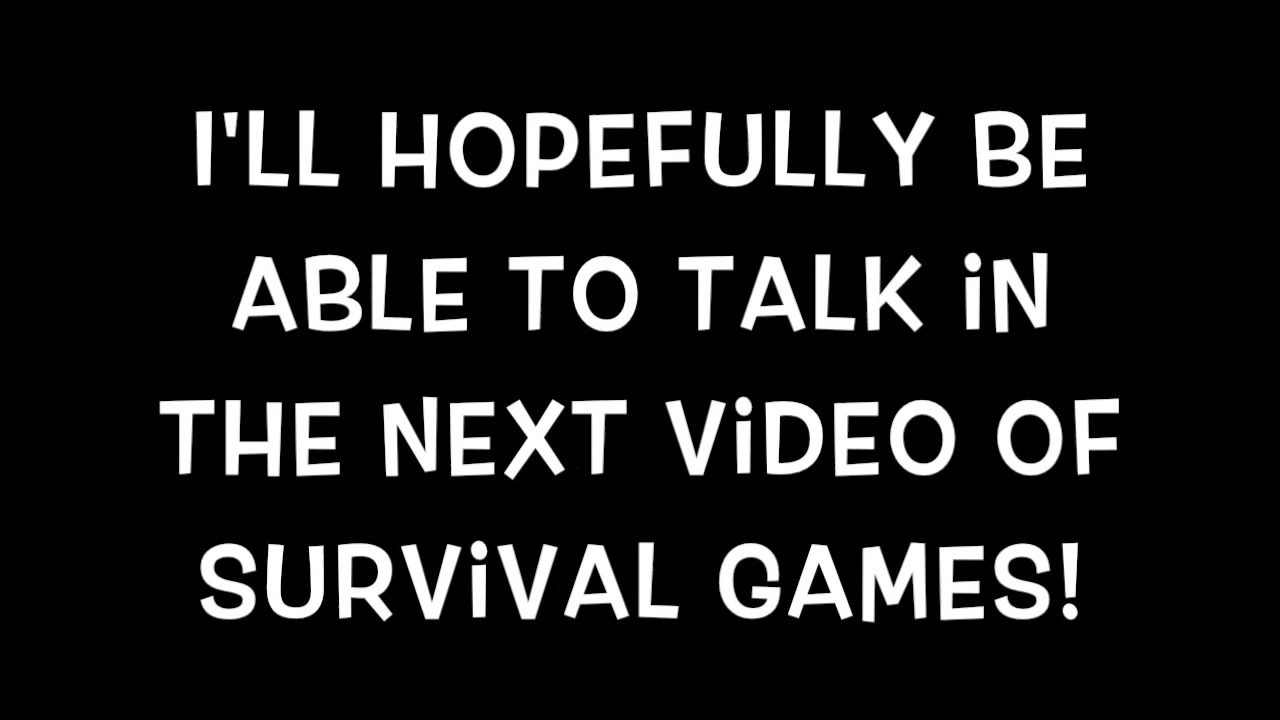 I'LL HOPEFULLY BE
ABLE TO TALK iN
THE NEXT ViDEO OF
SURViVAL GAMES!